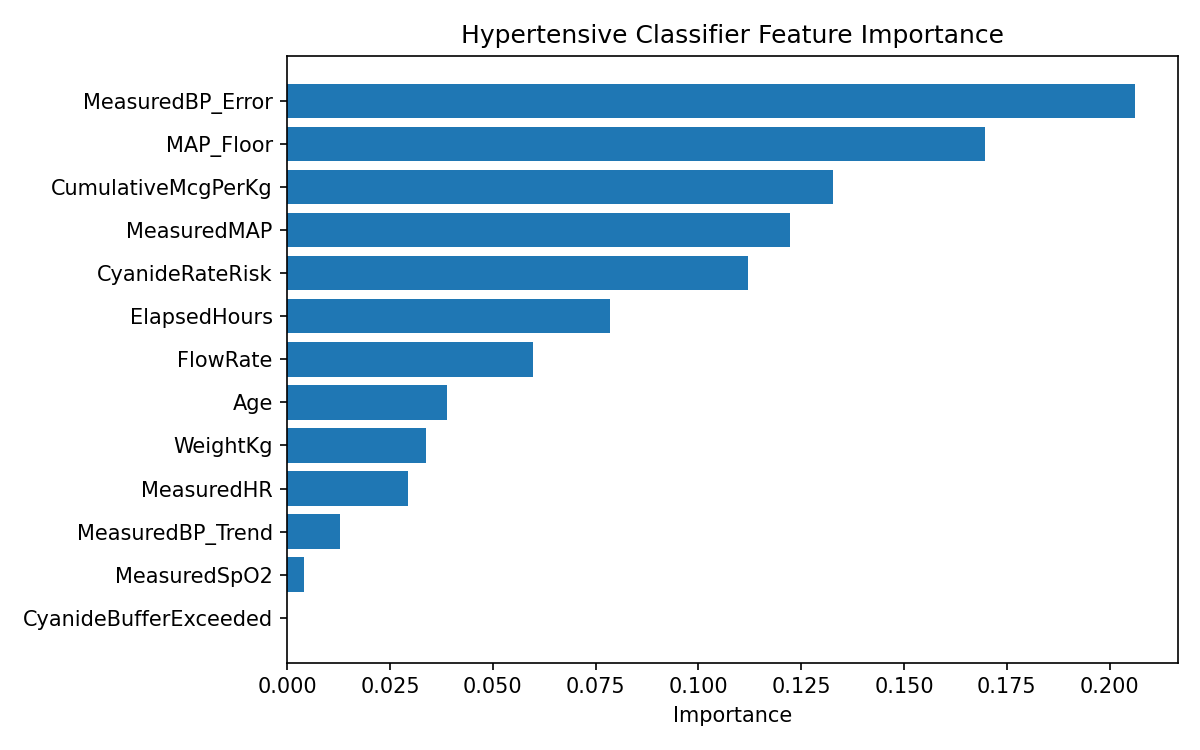 Hypertensive Classifier Feature Importance
MeasuredBP_Error
MAP_Floor
CumulativeMcgPerKg
MeasuredMAP
CyanideRateRisk
ElapsedHours
FlowRate
Age
WeightKg
MeasuredHR
MeasuredBP_Trend
MeasuredSpO2
CyanideBufferExceeded
0.000 0.025 0.050 0.075 0.100 0.125 0.150 0.175 0.200
Importance